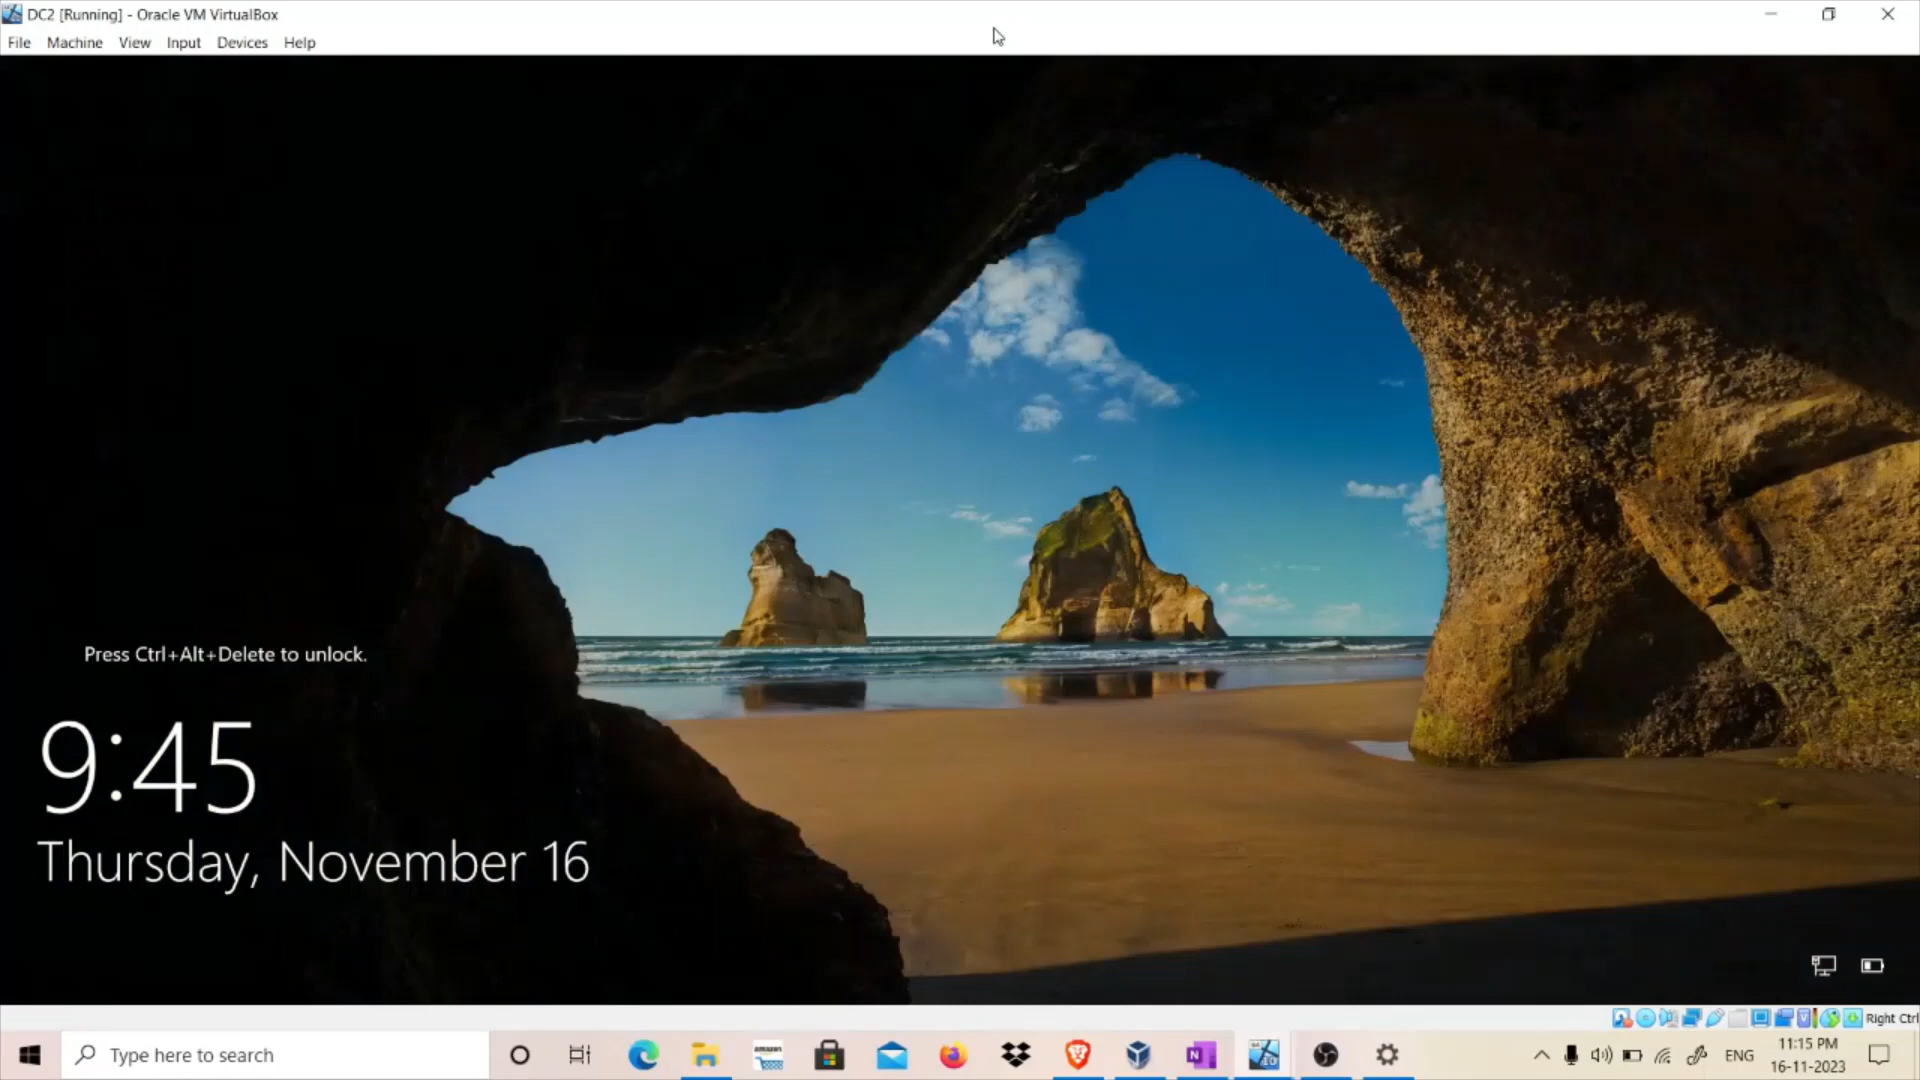 DC2 [Running] - Oracle VM VirtualBox
File Machine View Input Devices Help
Press Ctrl+Alt+Delete to unlock.
9:45
Thursday, November 16
Right Ctrl
Type here to search
amazon
ENG
11:15 PM
16-11-2023